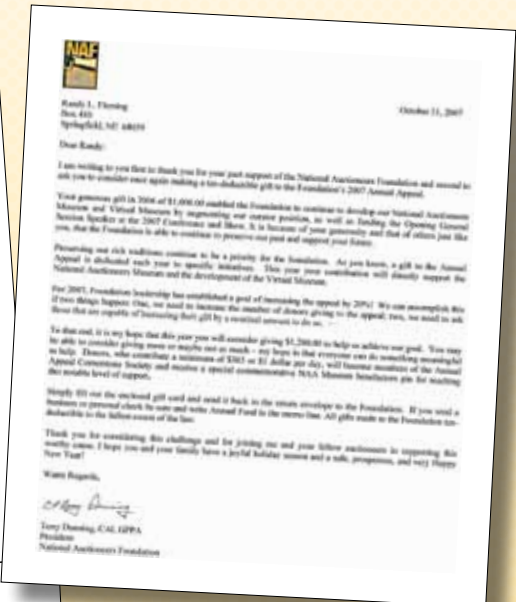 NAF
October 31, 2007
Randy L. Fleming
Box 410
Springfield, NE 68059
Dear Randy:
I am writing to you first to thank you for your past support of the National Auctioneers Foundation and second to
ask you to consider once again making a tax-deductible gift to the Foundation's 2007 Annual Appeal.
Your generous gift in 2006 of $1,000.00 enabled the Foundation to continue to develop our National Auctioneers
Museum and Virtual Museum by augmenting our curator position, as well as funding the Opening General
Session Speaker at the 2007 Conference and Show. It is because of your generosity and that of others just like
you, that the Foundation is able to continue to preserve our past and support your future.
Preserving our rich traditions continue to be a priority for the foundation. As you know, a gift to the Annual
Appeal is dedicated each year to specific initiatives. This year your contribution will directly support the
National Auctioneers Museum and the development of the Virtual Museum.
For 2007, Foundation leadership has established a goal of increasing the appeal by 20%! We can accomplish this
if two things happen: One, we need to increase the number of donors giving to the appeal; two, we need to ask
those that are capable of increasing their gift by a nominal amount to do so.
To that end, it is my hope that this year you will consider giving $1,200.00 to help us achieve our goal. You may
be able to consider giving more or maybe not as much – my hope is that everyone can do something meaningful
to help. Donors, who contribute a minimum of $365 or $1 dollar per day, will become members of the Annual
Appeal Cornerstone Society and receive a special commemorative NAA Museum benefactors pin for reaching
this notable level of support.
Simply fill out the enclosed gift card and send it back in the return envelope to the Foundation. If you send a
business or personal check be sure and write Annual Fund in the memo line. All gifts made to the Foundation tax-
deductible to the fullest extent of the law.
Thank you for considering this challenge and for joining me and your fellow auctioneers in supporting this
worthy cause. I hope you and your family have a joyful holiday season and a safe, prosperous, and very Happy
New Year!
Warm Regards,
Terry Dunning, CAI, GPPA
President
National Auctioneers Foundation